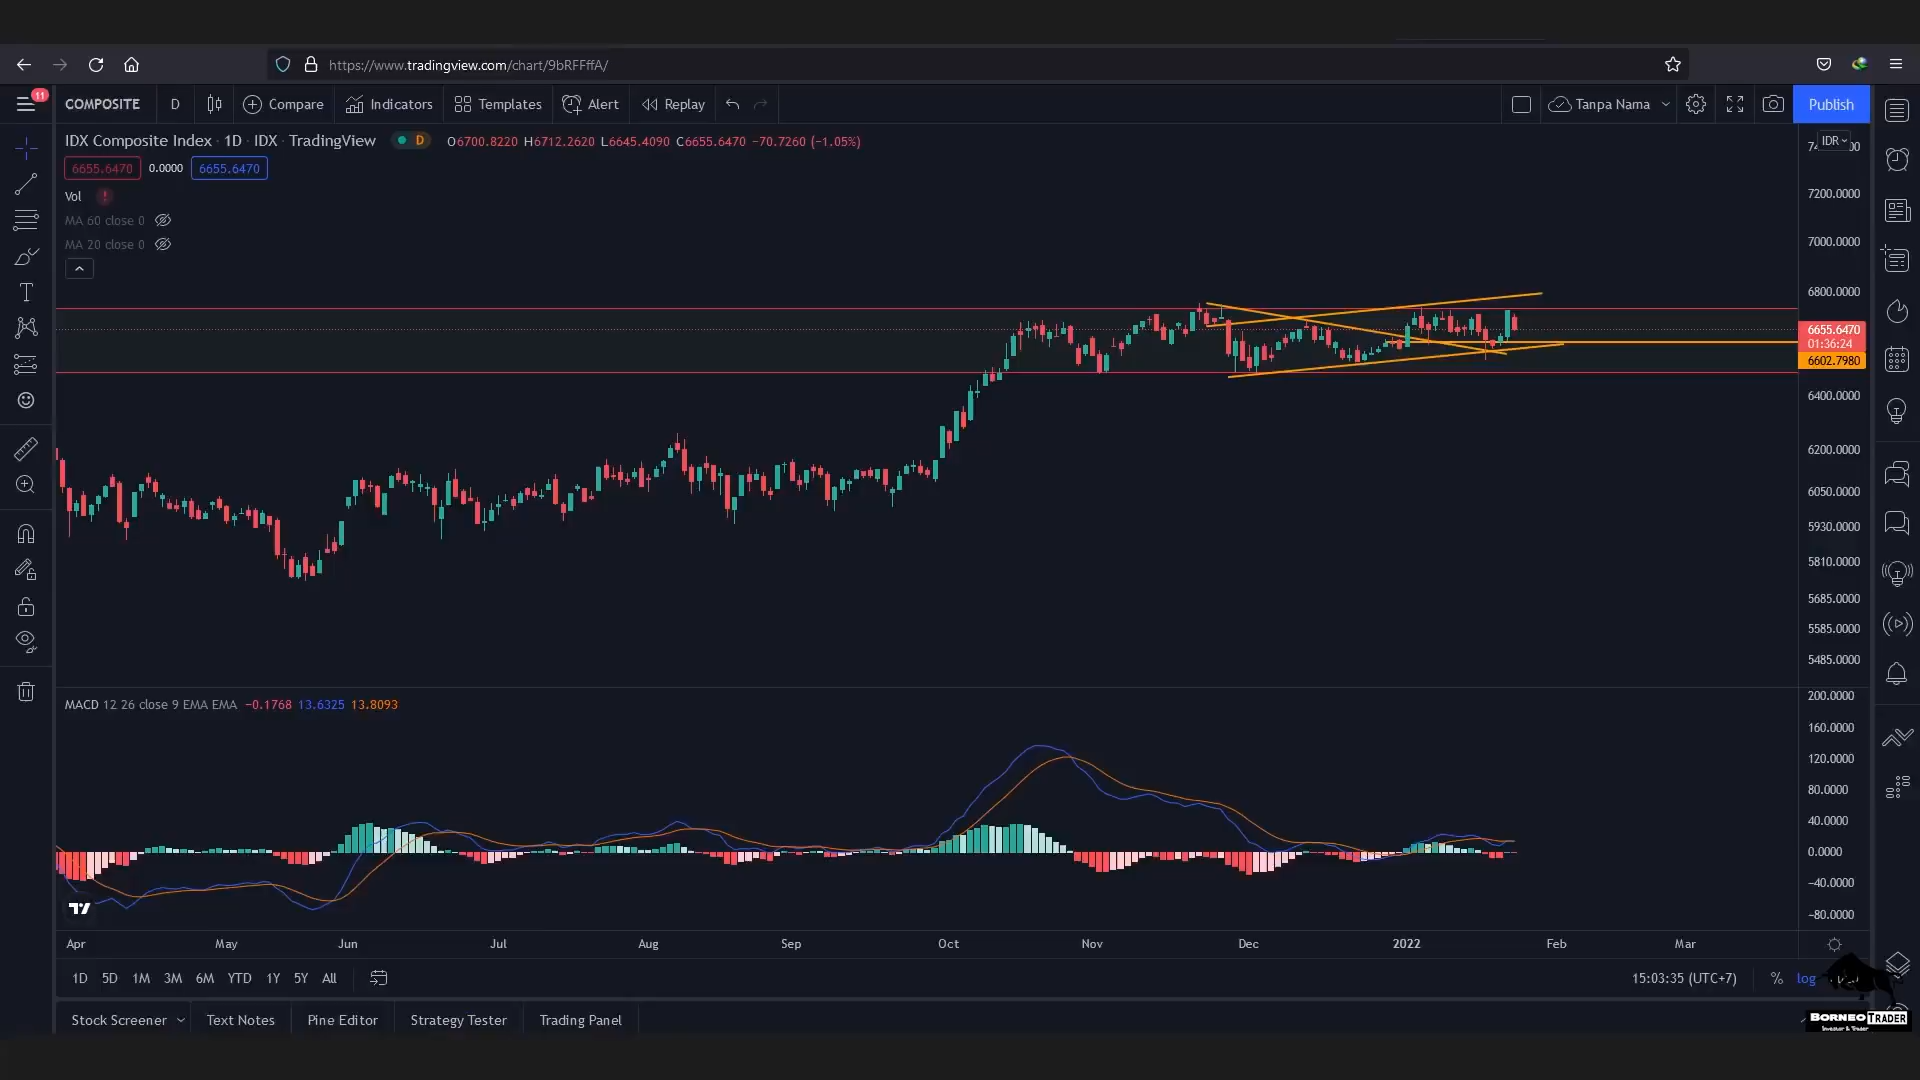 https://www.tradingview.com/chart/9bRFFffA/
11
COMPOSITE D Compare Indicators Templates Alert Replay Tanpa Nama Publish
IDX Composite Index · 1D · IDX · TradingView D O6700.8220 H6712.2620 L6645.4090 C6655.6470 −70.7260 (−1.05%)
IDR
6655.6470 0.0000 6655.6470
Vol !
MA 60 close 0
MA 20 close 0
7200.0000
7000.0000
6800.0000
6655.6470
01:36:24
6602.7980
6400.0000
6200.0000
6050.0000
5930.0000
5810.0000
5685.0000
5585.0000
5485.0000
MACD 12 26 close 9 EMA EMA −0.1768 13.6325 13.8093
200.0000
160.0000
120.0000
80.0000
40.0000
0.0000
−40.0000
−80.0000
Apr May Jun Jul Aug Sep Oct Nov Dec 2022 Feb Mar
1D 5D 1M 3M 6M YTD 1Y 5Y All 15:03:35 (UTC+7) % log
Stock Screener Text Notes Pine Editor Strategy Tester Trading Panel
BORNEO TRADER
Investor & Trader